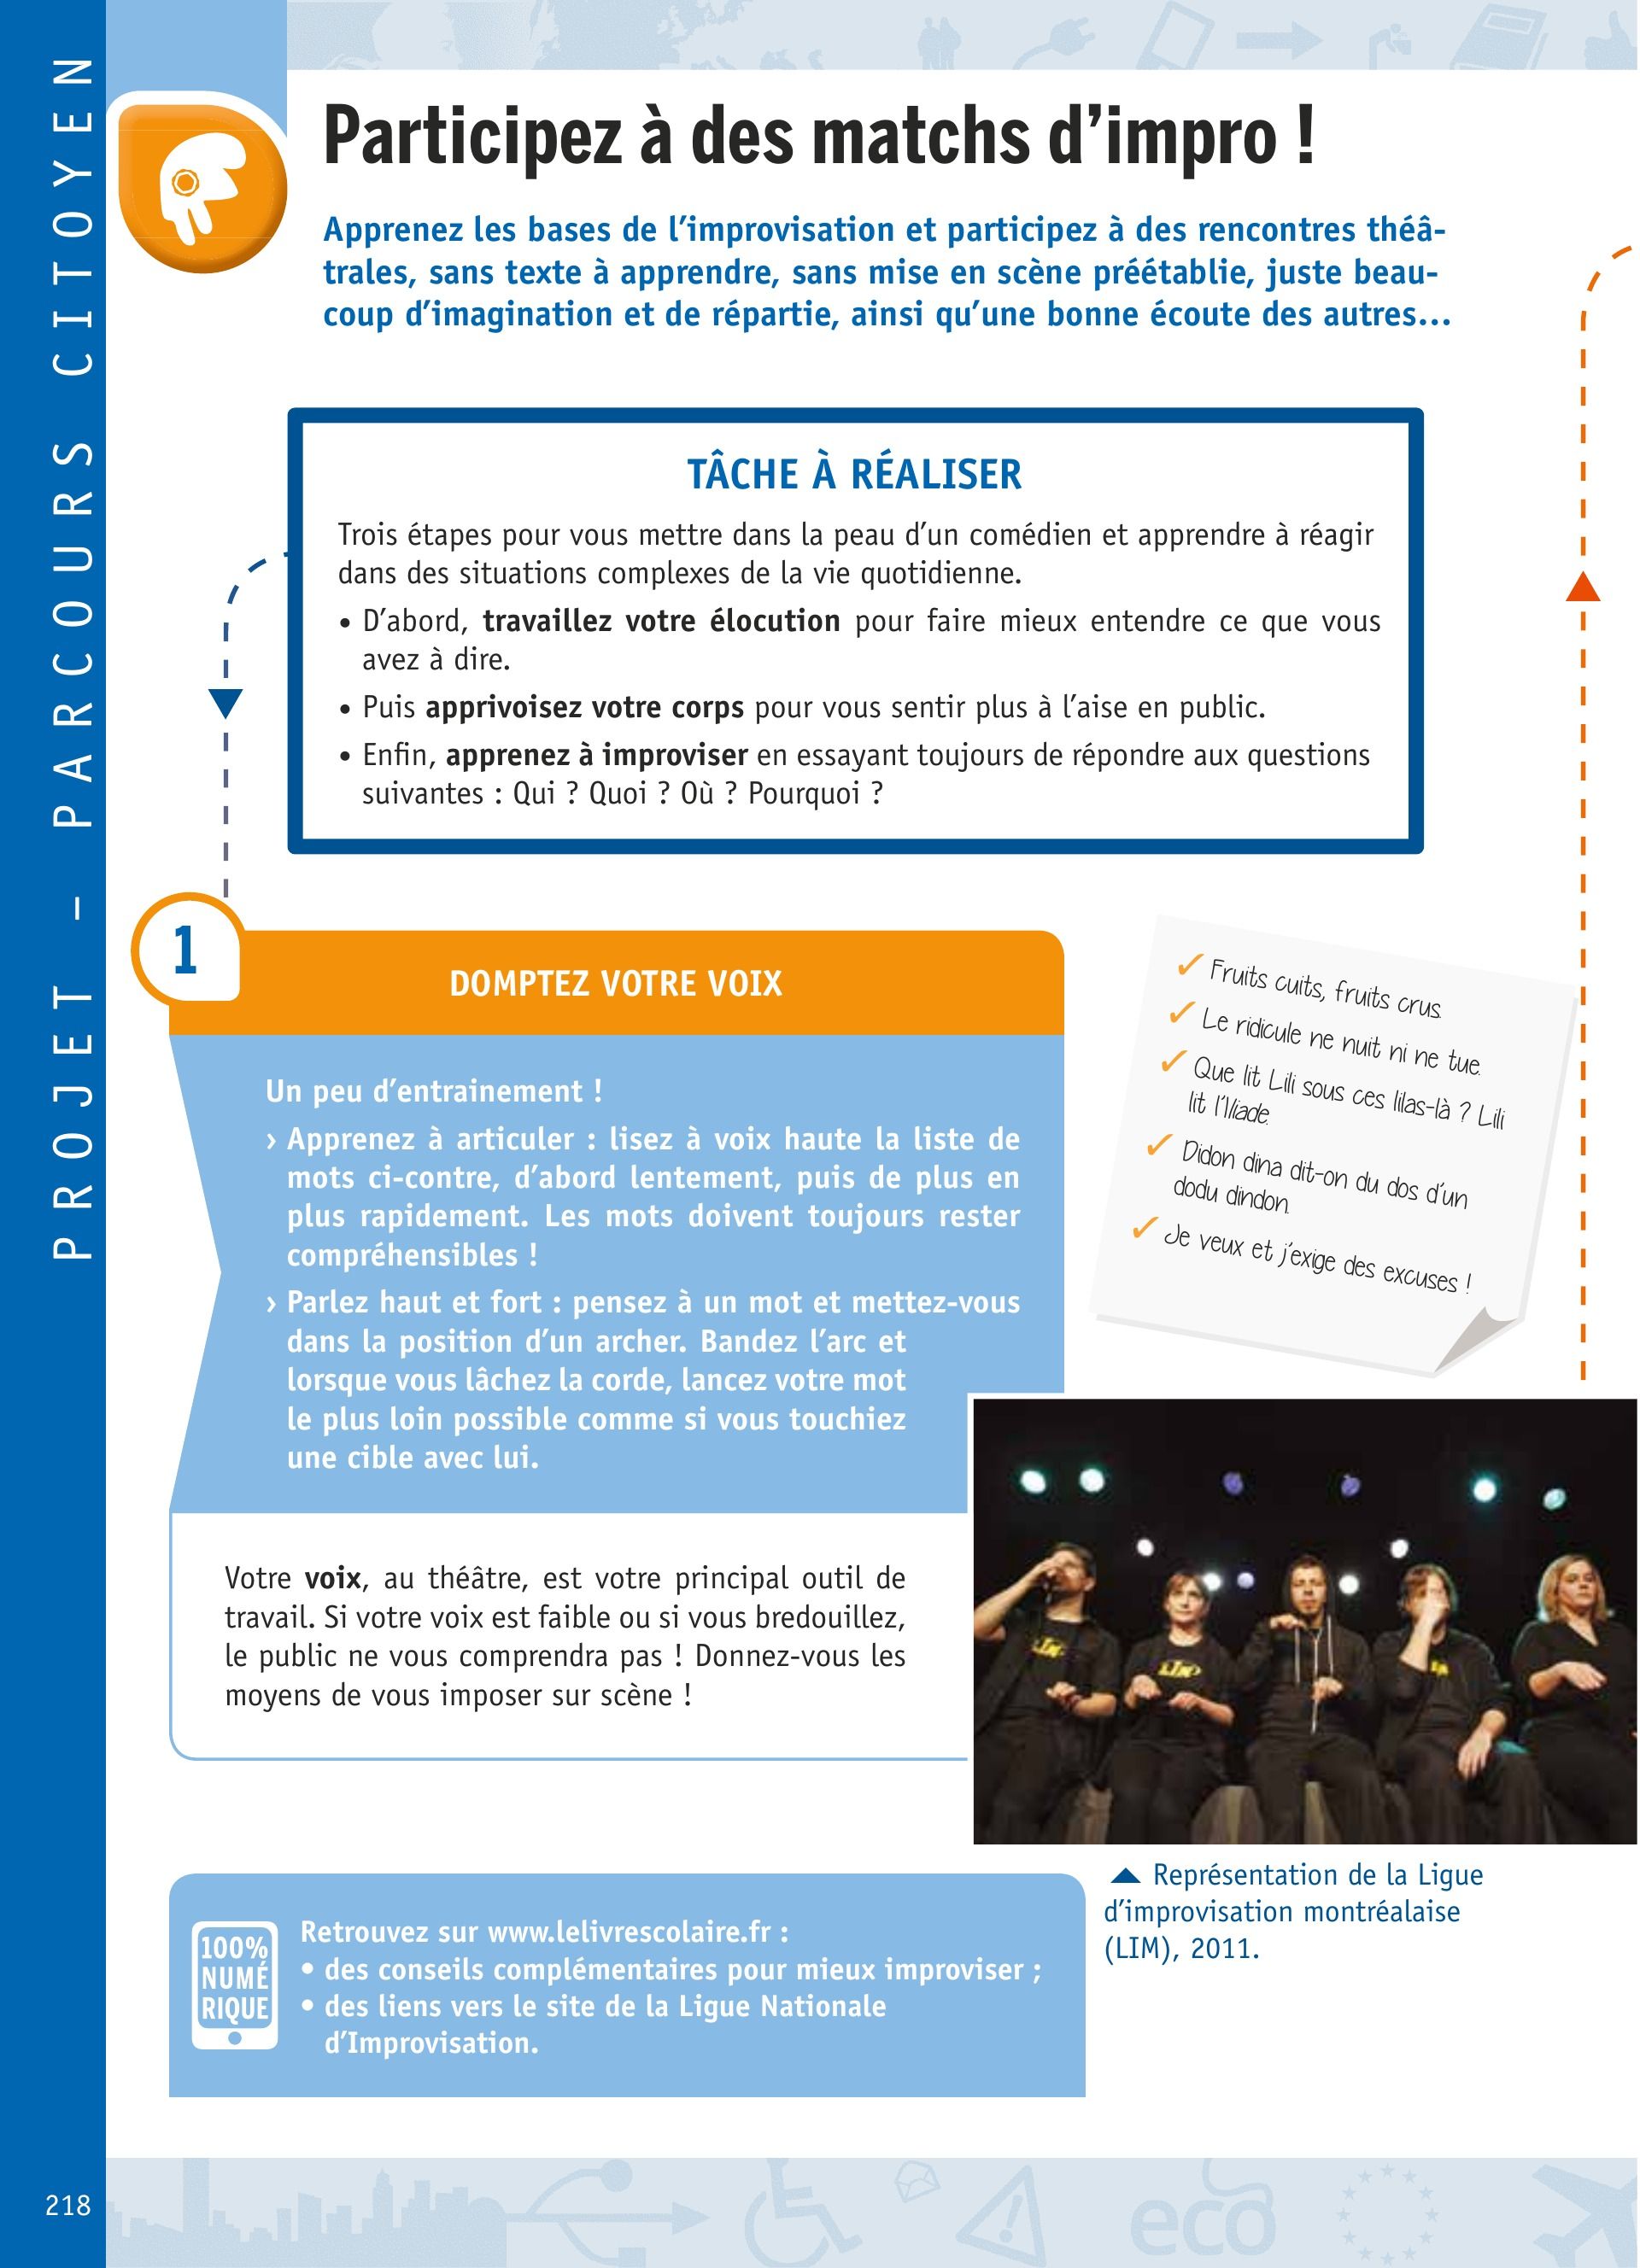 PROJET – PARCOURS CITOYEN
Participez à des matchs d'impro !
Apprenez les bases de l'improvisation et participez à des rencontres théâ-
trales, sans texte à apprendre, sans mise en scène préétablie, juste beau-
coup d'imagination et de répartie, ainsi qu'une bonne écoute des autres...
TÂCHE À RÉALISER
Trois étapes pour vous mettre dans la peau d'un comédien et apprendre à réagir
dans des situations complexes de la vie quotidienne.
• D'abord, travaillez votre élocution pour faire mieux entendre ce que vous
avez à dire.
• Puis apprivoisez votre corps pour vous sentir plus à l'aise en public.
• Enfin, apprenez à improviser en essayant toujours de répondre aux questions
suivantes : Qui ? Quoi ? Où ? Pourquoi ?
1
DOMPTEZ VOTRE VOIX
Un peu d'entrainement !
› Apprenez à articuler : lisez à voix haute la liste de
mots ci-contre, d'abord lentement, puis de plus en
plus rapidement. Les mots doivent toujours rester
compréhensibles !
› Parlez haut et fort : pensez à un mot et mettez-vous
dans la position d'un archer. Bandez l'arc et
lorsque vous lâchez la corde, lancez votre mot
le plus loin possible comme si vous touchiez
une cible avec lui.
Votre voix, au théâtre, est votre principal outil de
travail. Si votre voix est faible ou si vous bredouillez,
le public ne vous comprendra pas ! Donnez-vous les
moyens de vous imposer sur scène !
✓ Fruits cuits, fruits crus.
✓ Le ridicule ne nuit ni ne tue.
✓ Que lit Lili sous ces lilas-là ? Lili
lit l'Iliade.
✓ Didon dina dit-on du dos d'un
dodu dindon.
✓ Je veux et j'exige des excuses !
LIM
LIM
▲ Représentation de la Ligue
d'improvisation montréalaise
(LIM), 2011.
100%
NUMÉ
RIQUE
Retrouvez sur www.lelivrescolaire.fr :
• des conseils complémentaires pour mieux improviser ;
• des liens vers le site de la Ligue Nationale
d'Improvisation.
218
eco